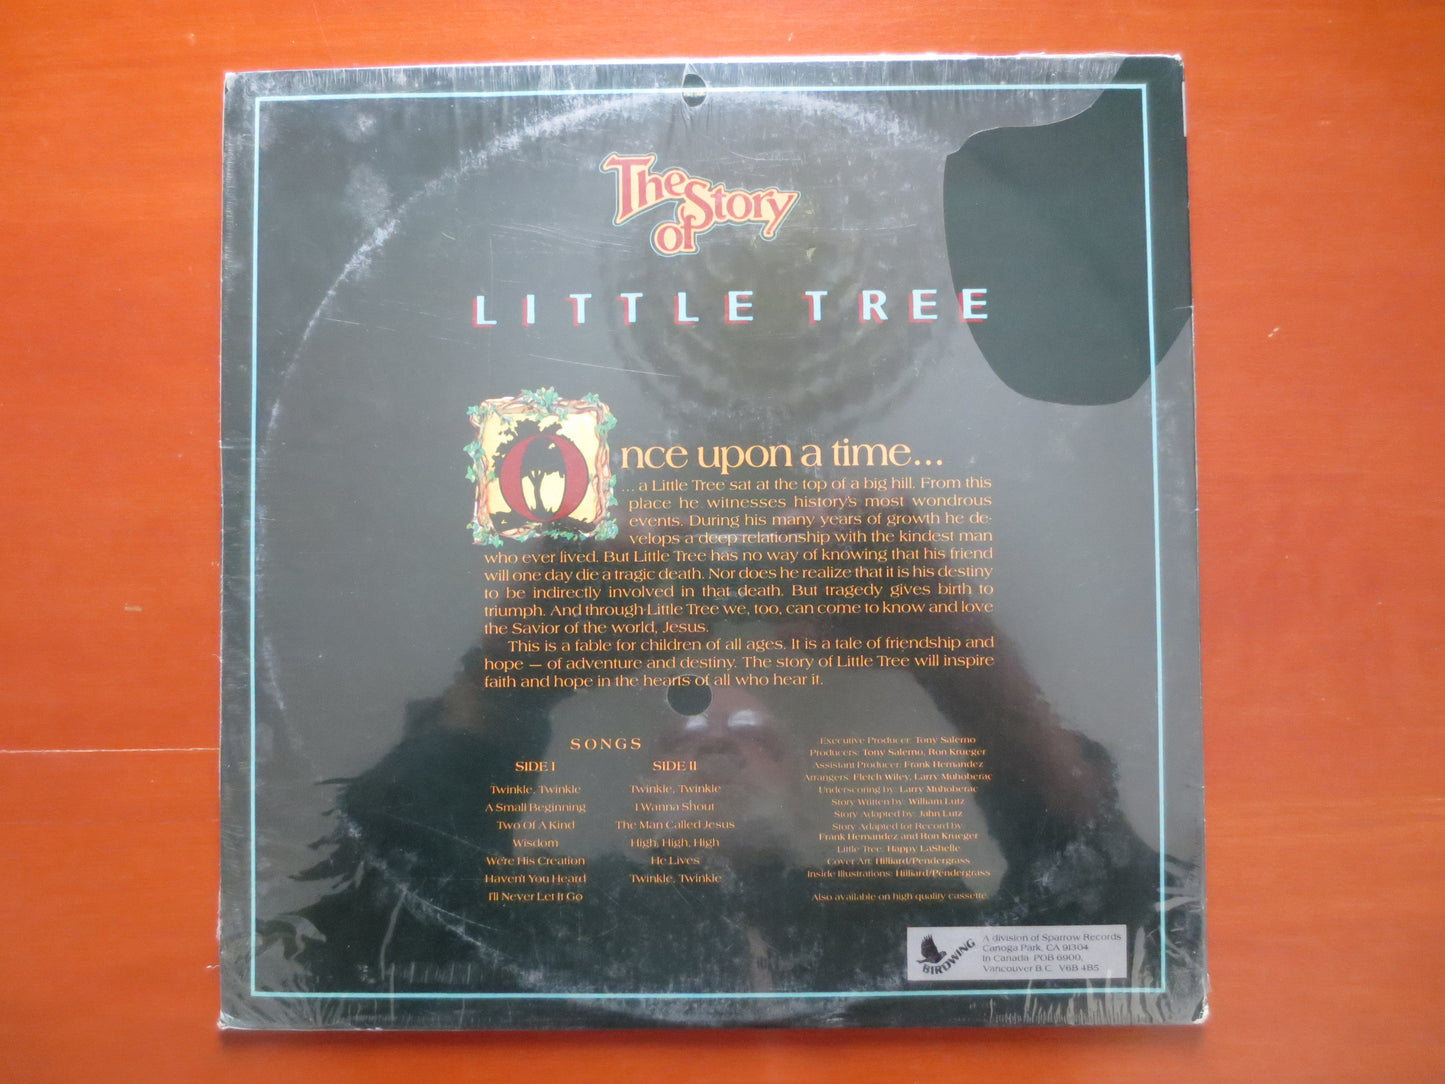 The Story
of
LITTLE TREE
Once upon a time...
... a Little Tree sat at the top of a big hill. From this
place he witnesses history's most wondrous
events. During his many years of growth he de-
velops a deep relationship with the kindest man
who ever lived. But Little Tree has no way of knowing that his friend
will one day die a tragic death. Nor does he realize that it is his destiny
to be indirectly involved in that death. But tragedy gives birth to
triumph. And through Little Tree we, too, can come to know and love
the Savior of the world, Jesus.
This is a fable for children of all ages. It is a tale of friendship and
hope — of adventure and destiny. The story of Little Tree will inspire
faith and hope in the hearts of all who hear it.
SONGS
SIDE I
Twinkle, Twinkle
A Small Beginning
Two Of A Kind
Wisdom
We're His Creation
Haven't You Heard
I'll Never Let It Go
SIDE II
Twinkle, Twinkle
I Wanna Shout
The Man Called Jesus
High, High, High
He Lives
Twinkle, Twinkle
Executive Producer: Tony Salerno
Producers: Tony Salerno, Ron Krueger
Assistant Producer: Frank Hernandez
Arrangers: Fletch Wiley, Larry Muhoberac
Underscoring by: Larry Muhoberac
Story Written by: William Lutz
Story Adapted by: Jahn Lutz
Story Adapted for Record by:
Frank Hernandez and Ron Krueger
Little Tree: Happy LaShelle
Cover Art: Hilliard/Pendergrass
Inside Illustrations: Hilliard/Pendergrass
Also available on high quality cassette.
BIRDWING
A division of Sparrow Records
Canoga Park, CA 91304
In Canada POB 6900,
Vancouver B.C. V6B 4B5